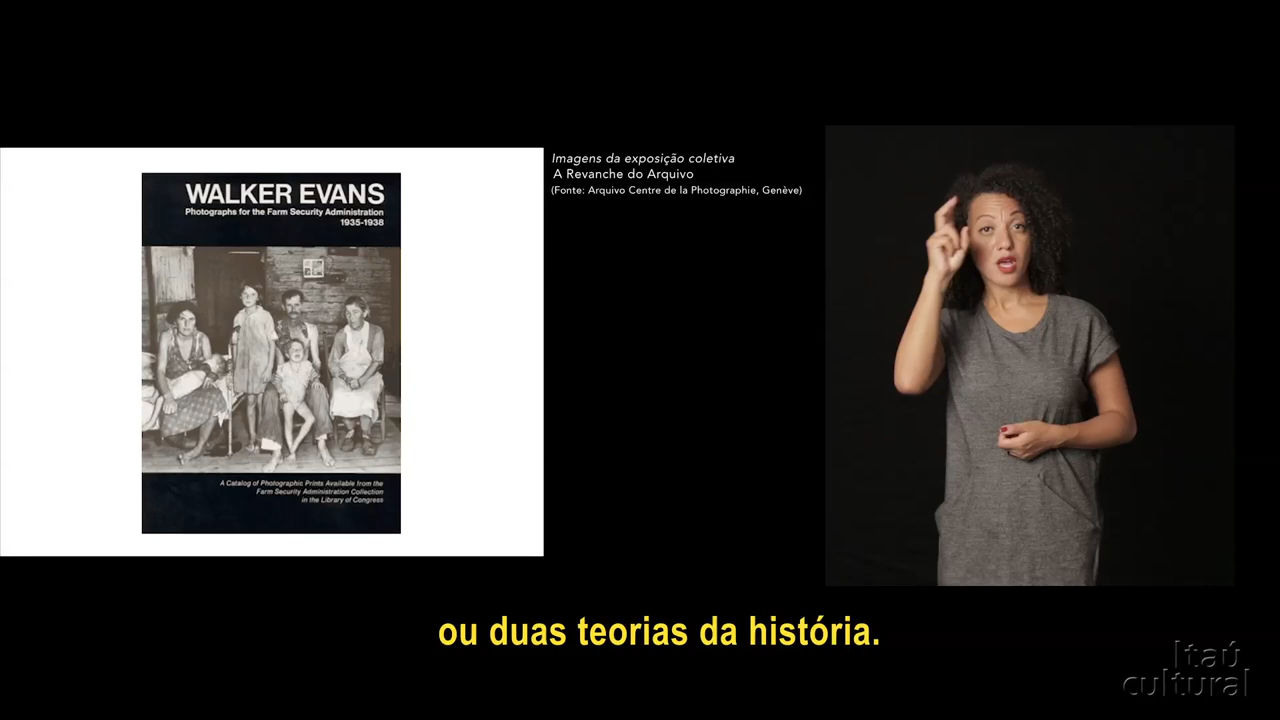 WALKER EVANS
Photographs for the Farm Security Administration
1935-1938
A Catalog of Photographic Prints Available from the
Farm Security Administration Collection
in the Library of Congress
Imagens da exposição coletiva
A Revanche do Arquivo
(Fonte: Arquivo Centre de la Photographie, Genève)
ou duas teorias da história.
Itaú
cultural